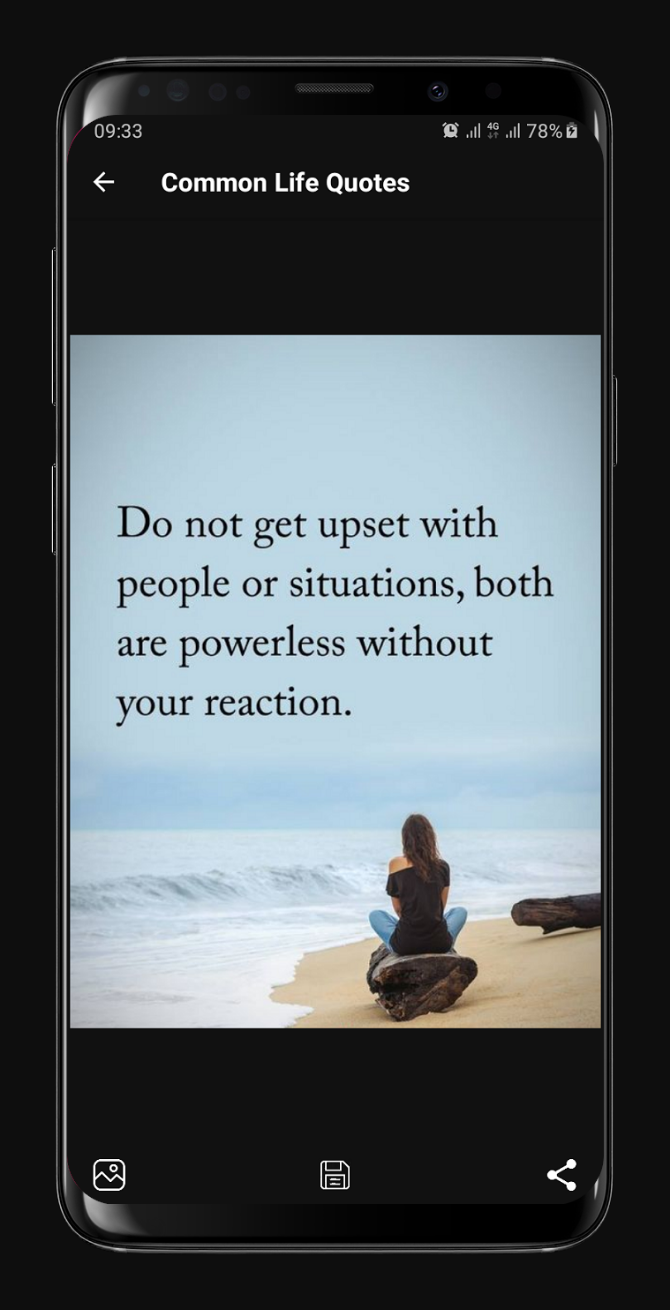 09:33
4G
78%
Common Life Quotes
Do not get upset with
people or situations, both
are powerless without
your reaction.